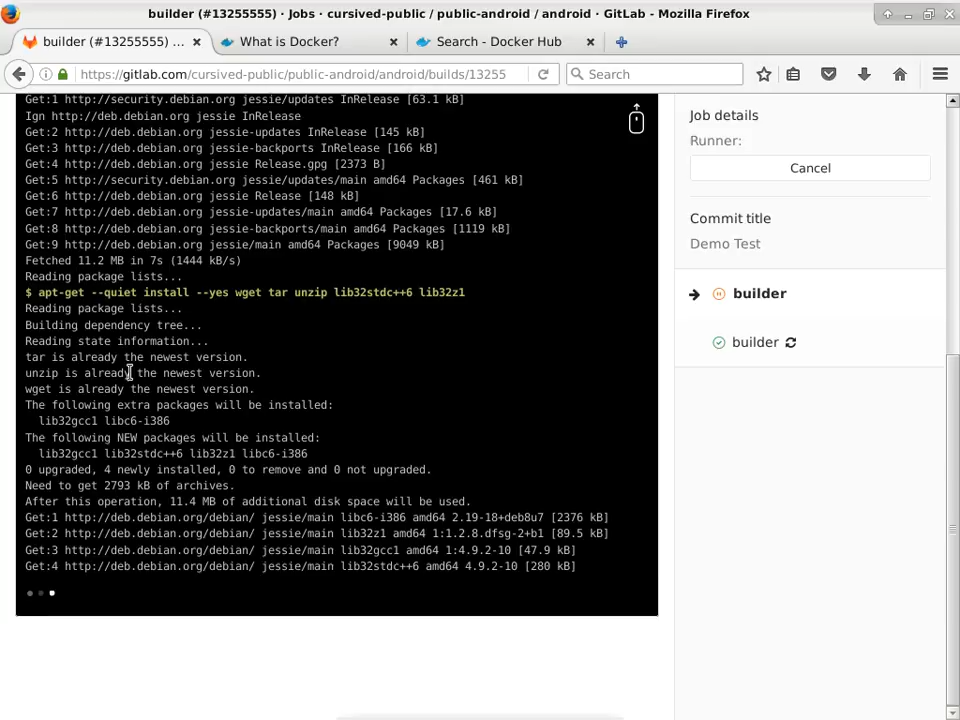 builder (#13255555) · Jobs · cursived-public / public-android / android · GitLab - Mozilla Firefox
builder (#13255555) ...
What is Docker?
Search - Docker Hub
https://gitlab.com/cursived-public/public-android/android/builds/13255
Search
Get:1 http://security.debian.org jessie/updates InRelease [63.1 kB]
Ign http://deb.debian.org jessie InRelease
Get:2 http://deb.debian.org jessie-updates InRelease [145 kB]
Get:3 http://deb.debian.org jessie-backports InRelease [166 kB]
Get:4 http://deb.debian.org jessie Release.gpg [2373 B]
Get:5 http://security.debian.org jessie/updates/main amd64 Packages [461 kB]
Get:6 http://deb.debian.org jessie Release [148 kB]
Get:7 http://deb.debian.org jessie-updates/main amd64 Packages [17.6 kB]
Get:8 http://deb.debian.org jessie-backports/main amd64 Packages [1119 kB]
Get:9 http://deb.debian.org jessie/main amd64 Packages [9049 kB]
Fetched 11.2 MB in 7s (1444 kB/s)
Reading package lists...
$ apt-get --quiet install --yes wget tar unzip lib32stdc++6 lib32z1
Reading package lists...
Building dependency tree...
Reading state information...
tar is already the newest version.
unzip is already the newest version.
wget is already the newest version.
The following extra packages will be installed:
lib32gcc1 libc6-i386
The following NEW packages will be installed:
lib32gcc1 lib32stdc++6 lib32z1 libc6-i386
0 upgraded, 4 newly installed, 0 to remove and 0 not upgraded.
Need to get 2793 kB of archives.
After this operation, 11.4 MB of additional disk space will be used.
Get:1 http://deb.debian.org/debian/ jessie/main libc6-i386 amd64 2.19-18+deb8u7 [2376 kB]
Get:2 http://deb.debian.org/debian/ jessie/main lib32z1 amd64 1:1.2.8.dfsg-2+b1 [89.5 kB]
Get:3 http://deb.debian.org/debian/ jessie/main lib32gcc1 amd64 1:4.9.2-10 [47.9 kB]
Get:4 http://deb.debian.org/debian/ jessie/main lib32stdc++6 amd64 4.9.2-10 [280 kB]
Job details
Runner:
Cancel
Commit title
Demo Test
builder
builder